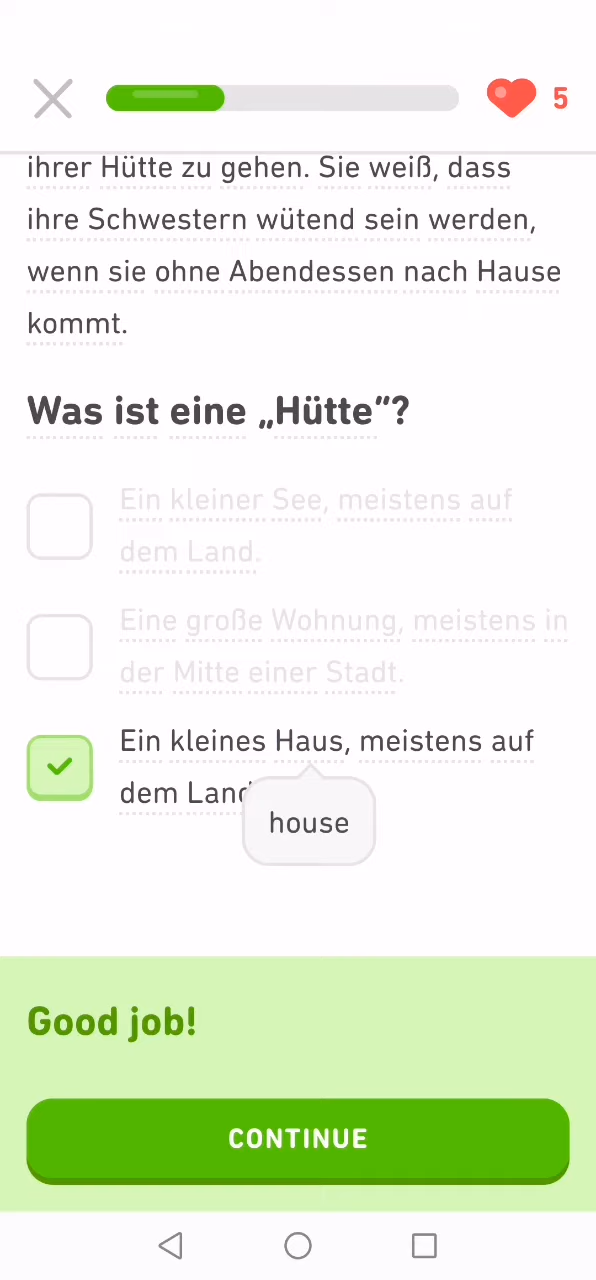 5
ihrer Hütte zu gehen. Sie weiß, dass
ihre Schwestern wütend sein werden,
wenn sie ohne Abendessen nach Hause
kommt.
Was ist eine „Hütte“?
Ein kleiner See, meistens auf
dem Land.
Eine große Wohnung, meistens in
der Mitte einer Stadt.
Ein kleines Haus, meistens auf
dem Land
house
Good job!
CONTINUE